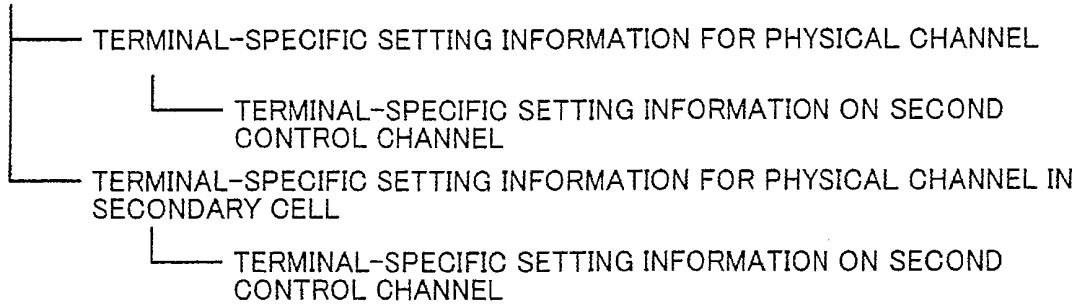 TERMINAL-SPECIFIC SETTING INFORMATION FOR PHYSICAL CHANNEL
TERMINAL-SPECIFIC SETTING INFORMATION ON SECOND
CONTROL CHANNEL
TERMINAL-SPECIFIC SETTING INFORMATION FOR PHYSICAL CHANNEL IN
SECONDARY CELL
TERMINAL-SPECIFIC SETTING INFORMATION ON SECOND
CONTROL CHANNEL